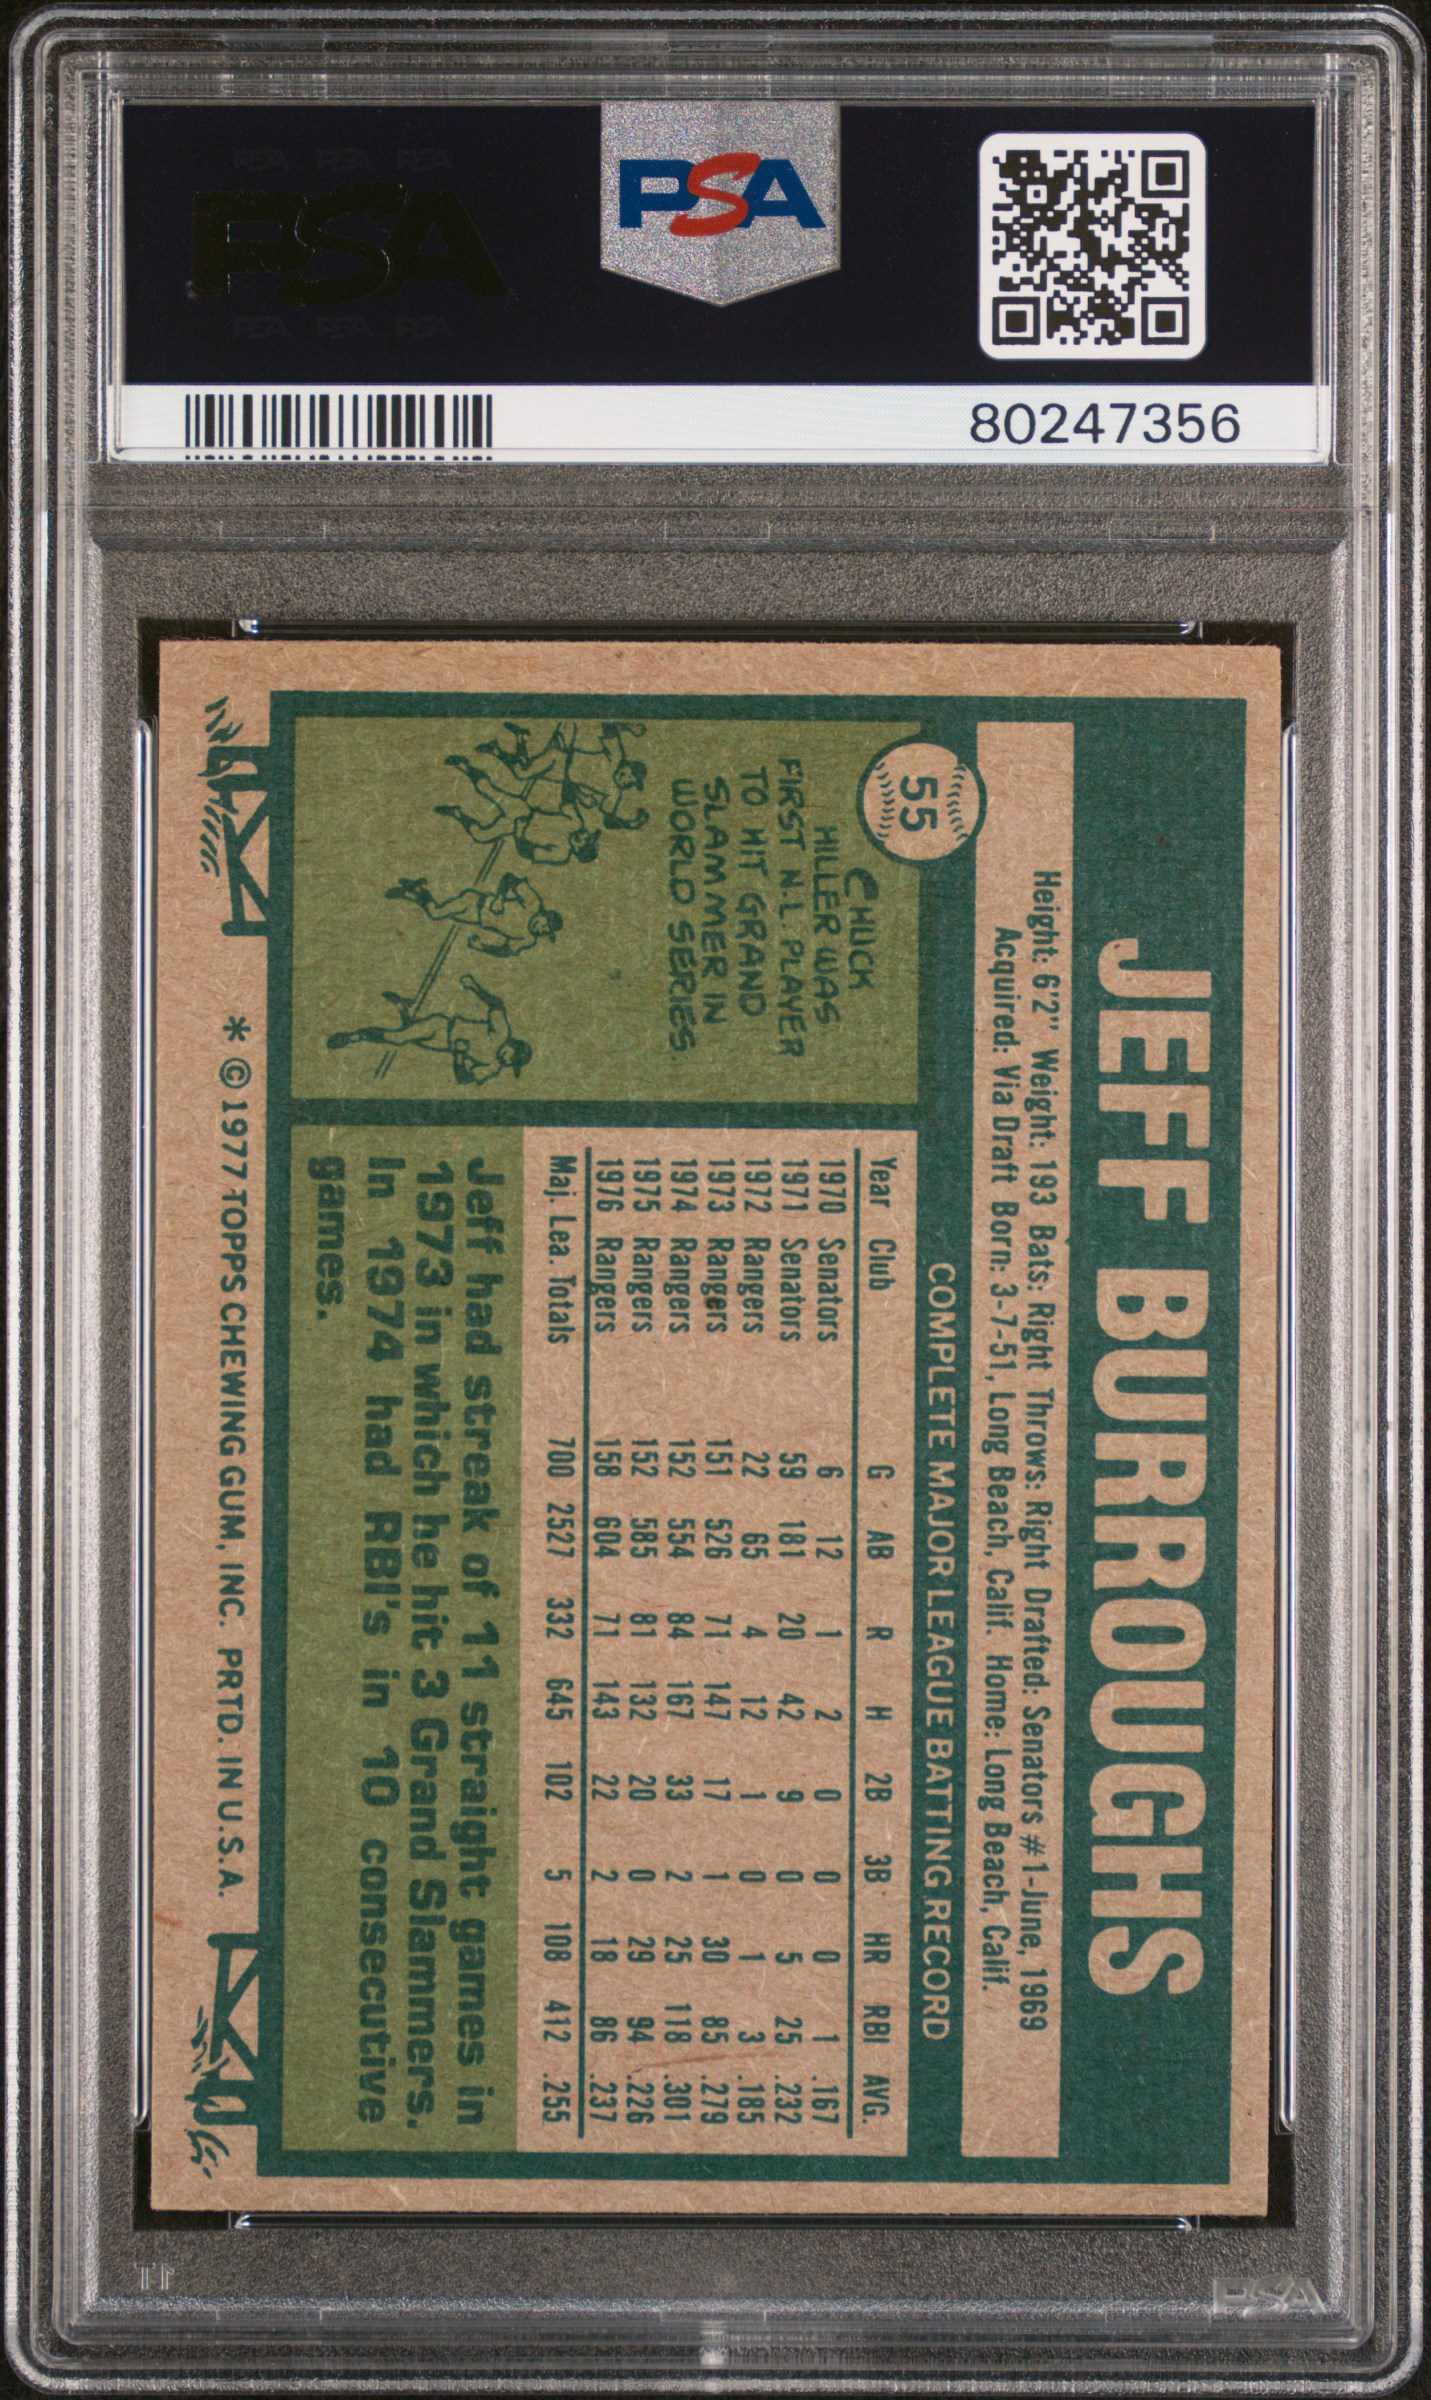 PSA PSA PSA
PSA
PSA PSA PSA
PSA
80247356
JEFF BURROUGHS
Height: 6'2" Weight: 193 Bats: Right Throws: Right Drafted: Senators #1-June, 1969
Acquired: Via Draft Born: 3-7-51, Long Beach, Calif. Home: Long Beach, Calif.
55
CHUCK
HILLER WAS
FIRST N.L. PLAYER
TO HIT GRAND
SLAMMER IN
WORLD SERIES.
COMPLETE MAJOR LEAGUE BATTING RECORD
Year Club G AB R H 2B 3B HR RBI AVG.
1970 Senators 6 12 1 2 0 0 0 1 .167
1971 Senators 59 181 20 42 9 0 5 25 .232
1972 Rangers 22 65 4 12 1 0 1 3 .185
1973 Rangers 151 526 71 147 17 1 30 85 .279
1974 Rangers 152 554 84 167 33 2 25 118 .301
1975 Rangers 152 585 81 132 20 0 29 94 .226
1976 Rangers 158 604 71 143 22 2 18 86 .237
Maj. Lea. Totals 700 2527 332 645 102 5 108 412 .255
Jeff had streak of 11 straight games in
1973 in which he hit 3 Grand Slammers.
In 1974 had RBI's in 10 consecutive
games.
* © 1977 TOPPS CHEWING GUM, INC. PRTD. IN U.S.A.
PSA